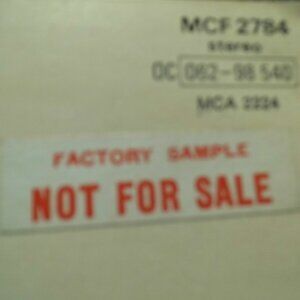 MCF 2784
stereo
OC 062-98 540
MCA 2224
FACTORY SAMPLE
NOT FOR SALE